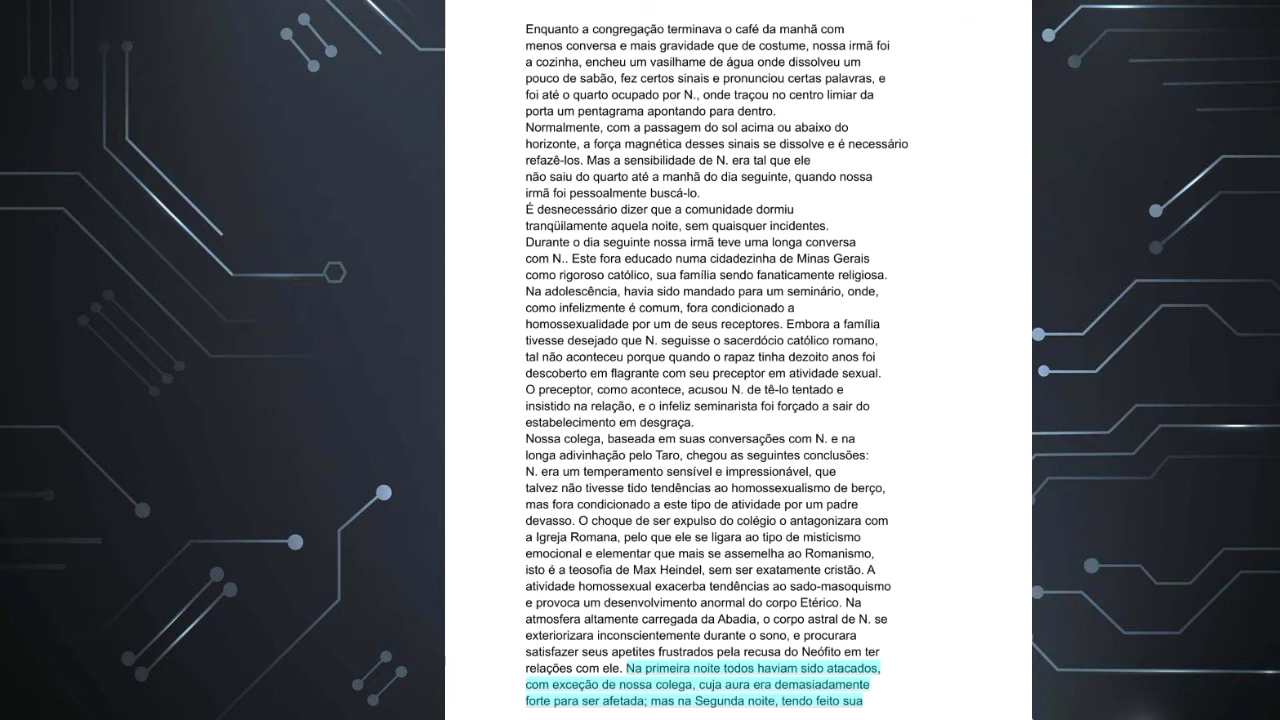 Enquanto a congregação terminava o café da manhã com
menos conversa e mais gravidade que de costume, nossa irmã foi
a cozinha, encheu um vasilhame de água onde dissolveu um
pouco de sabão, fez certos sinais e pronunciou certas palavras, e
foi até o quarto ocupado por N., onde traçou no centro limiar da
porta um pentagrama apontando para dentro.
Normalmente, com a passagem do sol acima ou abaixo do
horizonte, a força magnética desses sinais se dissolve e é necessário
refazê-los. Mas a sensibilidade de N. era tal que ele
não saiu do quarto até a manhã do dia seguinte, quando nossa
irmã foi pessoalmente buscá-lo.
É desnecessário dizer que a comunidade dormiu
tranqüilamente aquela noite, sem quaisquer incidentes.
Durante o dia seguinte nossa irmã teve uma longa conversa
com N.. Este fora educado numa cidadezinha de Minas Gerais
como rigoroso católico, sua família sendo fanaticamente religiosa.
Na adolescência, havia sido mandado para um seminário, onde,
como infelizmente é comum, fora condicionado a
homossexualidade por um de seus receptores. Embora a família
tivesse desejado que N. seguisse o sacerdócio católico romano,
tal não aconteceu porque quando o rapaz tinha dezoito anos foi
descoberto em flagrante com seu preceptor em atividade sexual.
O preceptor, como acontece, acusou N. de tê-lo tentado e
insistido na relação, e o infeliz seminarista foi forçado a sair do
estabelecimento em desgraça.
Nossa colega, baseada em suas conversações com N. e na
longa adivinhação pelo Taro, chegou as seguintes conclusões:
N. era um temperamento sensível e impressionável, que
talvez não tivesse tido tendências ao homossexualismo de berço,
mas fora condicionado a este tipo de atividade por um padre
devasso. O choque de ser expulso do colégio o antagonizara com
a Igreja Romana, pelo que ele se ligara ao tipo de misticismo
emocional e elementar que mais se assemelha ao Romanismo,
isto é a teosofia de Max Heindel, sem ser exatamente cristão. A
atividade homossexual exacerba tendências ao sado-masoquismo
e provoca um desenvolvimento anormal do corpo Etérico. Na
atmosfera altamente carregada da Abadia, o corpo astral de N. se
exteriorizara inconscientemente durante o sono, e procurara
satisfazer seus apetites frustrados pela recusa do Neófito em ter
relações com ele. Na primeira noite todos haviam sido atacados,
com exceção de nossa colega, cuja aura era demasiadamente
forte para ser afetada; mas na Segunda noite, tendo feito sua